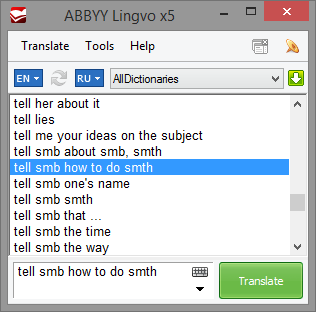 ABBYY Lingvo x5
Translate Tools Help
EN RU All Dictionaries
tell her about it
tell lies
tell me your ideas on the subject
tell smb about smb, smth
tell smb how to do smth
tell smb one's name
tell smb smth
tell smb that ...
tell smb the time
tell smb the way
tell smb how to do smth
Translate